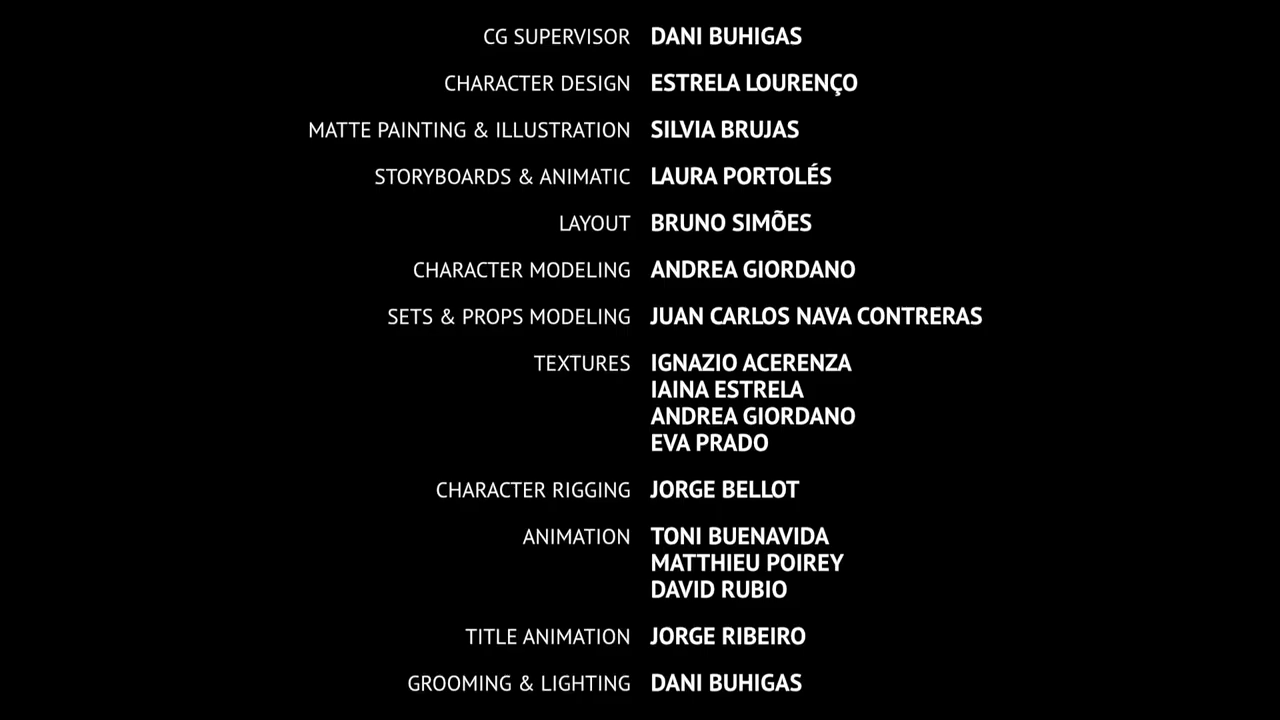 CG SUPERVISOR DANI BUHIGAS
CHARACTER DESIGN ESTRELA LOURENÇO
MATTE PAINTING & ILLUSTRATION SILVIA BRUJAS
STORYBOARDS & ANIMATIC LAURA PORTOLÉS
LAYOUT BRUNO SIMÕES
CHARACTER MODELING ANDREA GIORDANO
SETS & PROPS MODELING JUAN CARLOS NAVA CONTRERAS
TEXTURES IGNAZIO ACERENZA
IAINA ESTRELA
ANDREA GIORDANO
EVA PRADO
CHARACTER RIGGING JORGE BELLOT
ANIMATION TONI BUENAVIDA
MATTHIEU POIREY
DAVID RUBIO
TITLE ANIMATION JORGE RIBEIRO
GROOMING & LIGHTING DANI BUHIGAS